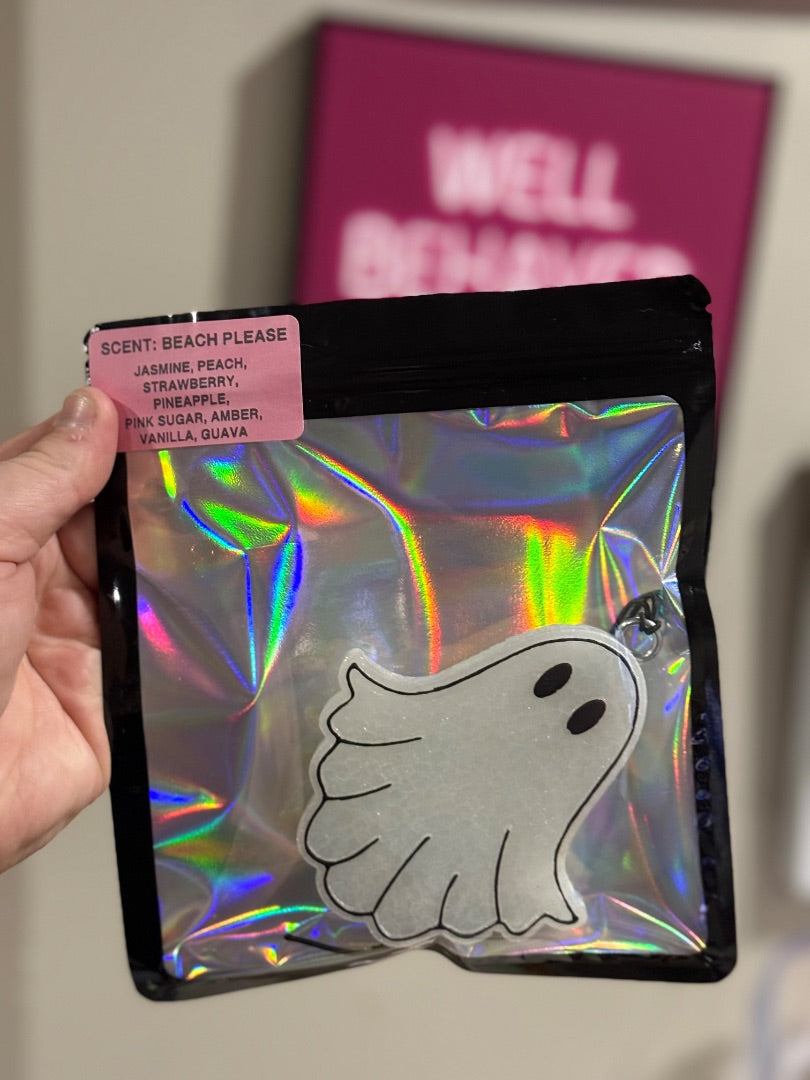 WELL
SCENT: BEACH PLEASE
JASMINE, PEACH,
STRAWBERRY,
PINEAPPLE,
PINK SUGAR, AMBER,
VANILLA, GUAVA